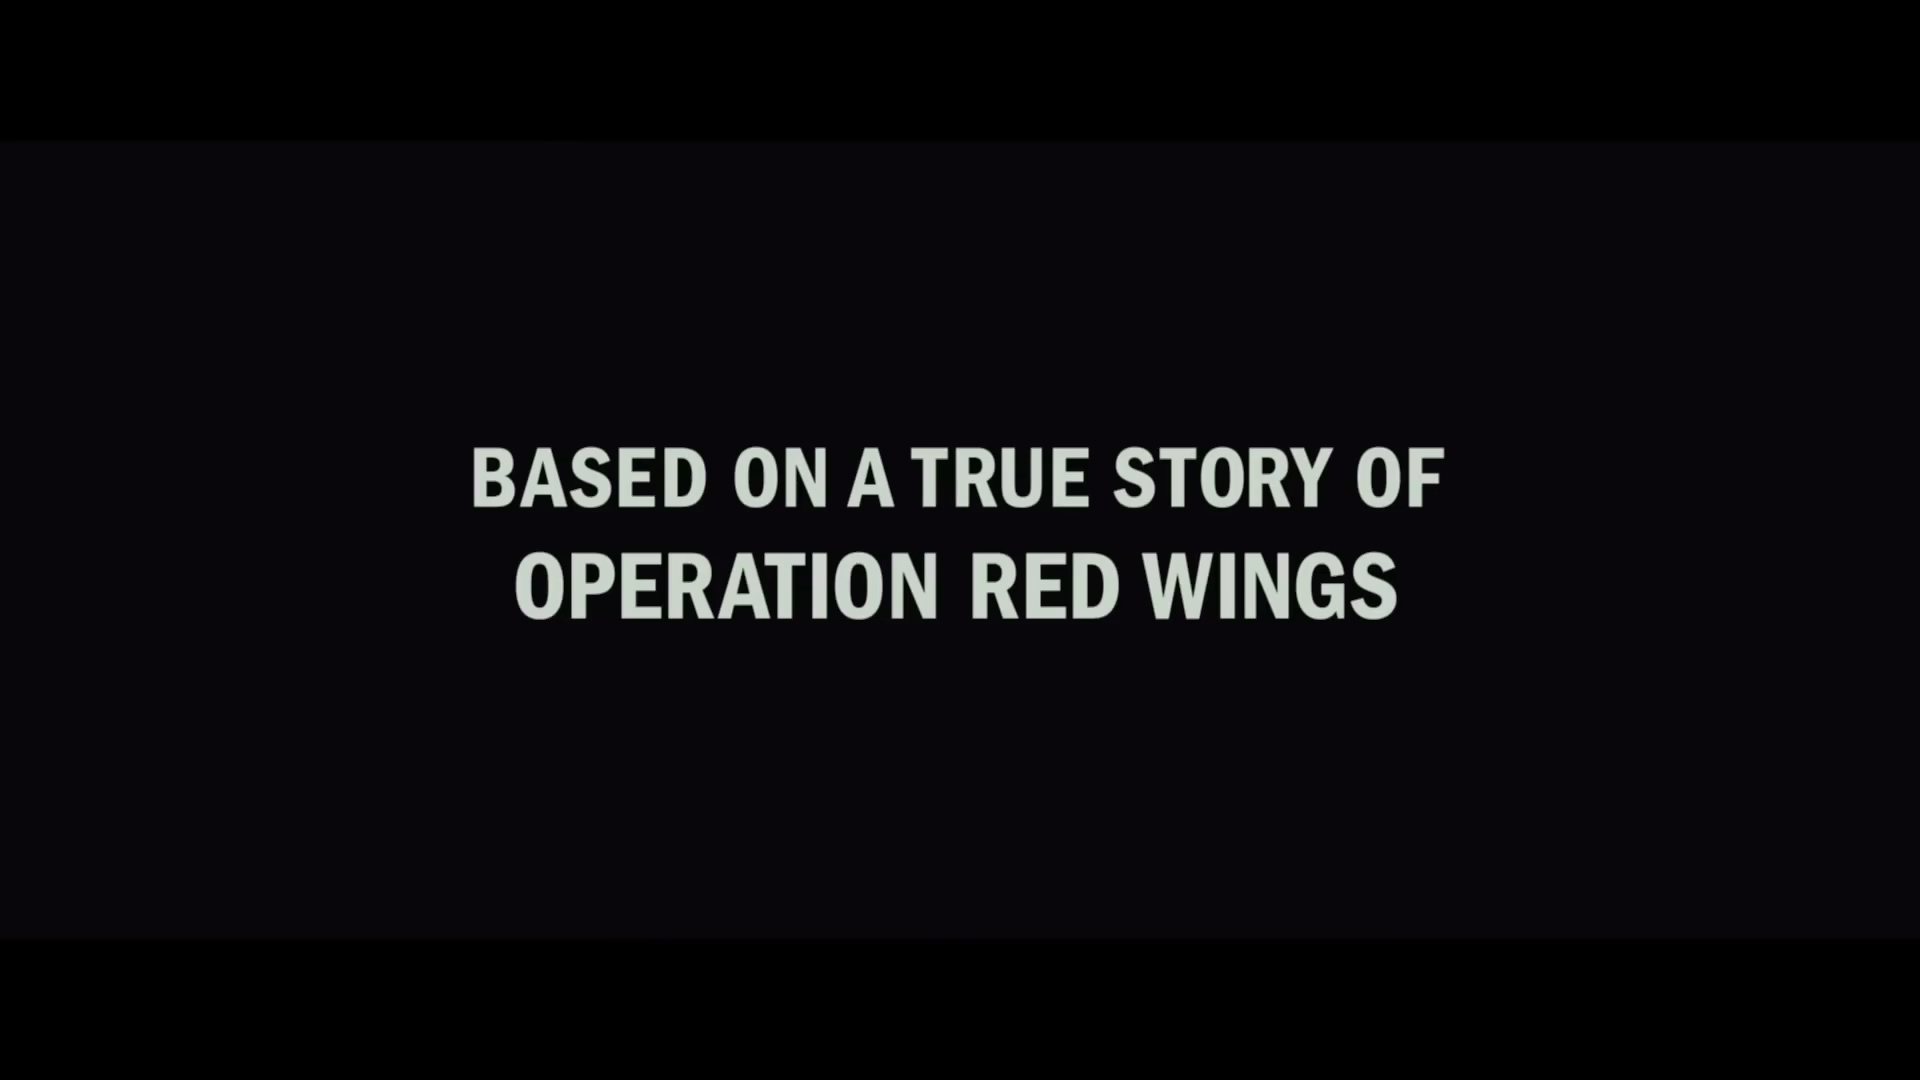 BASED ON A TRUE STORY OF
OPERATION RED WINGS